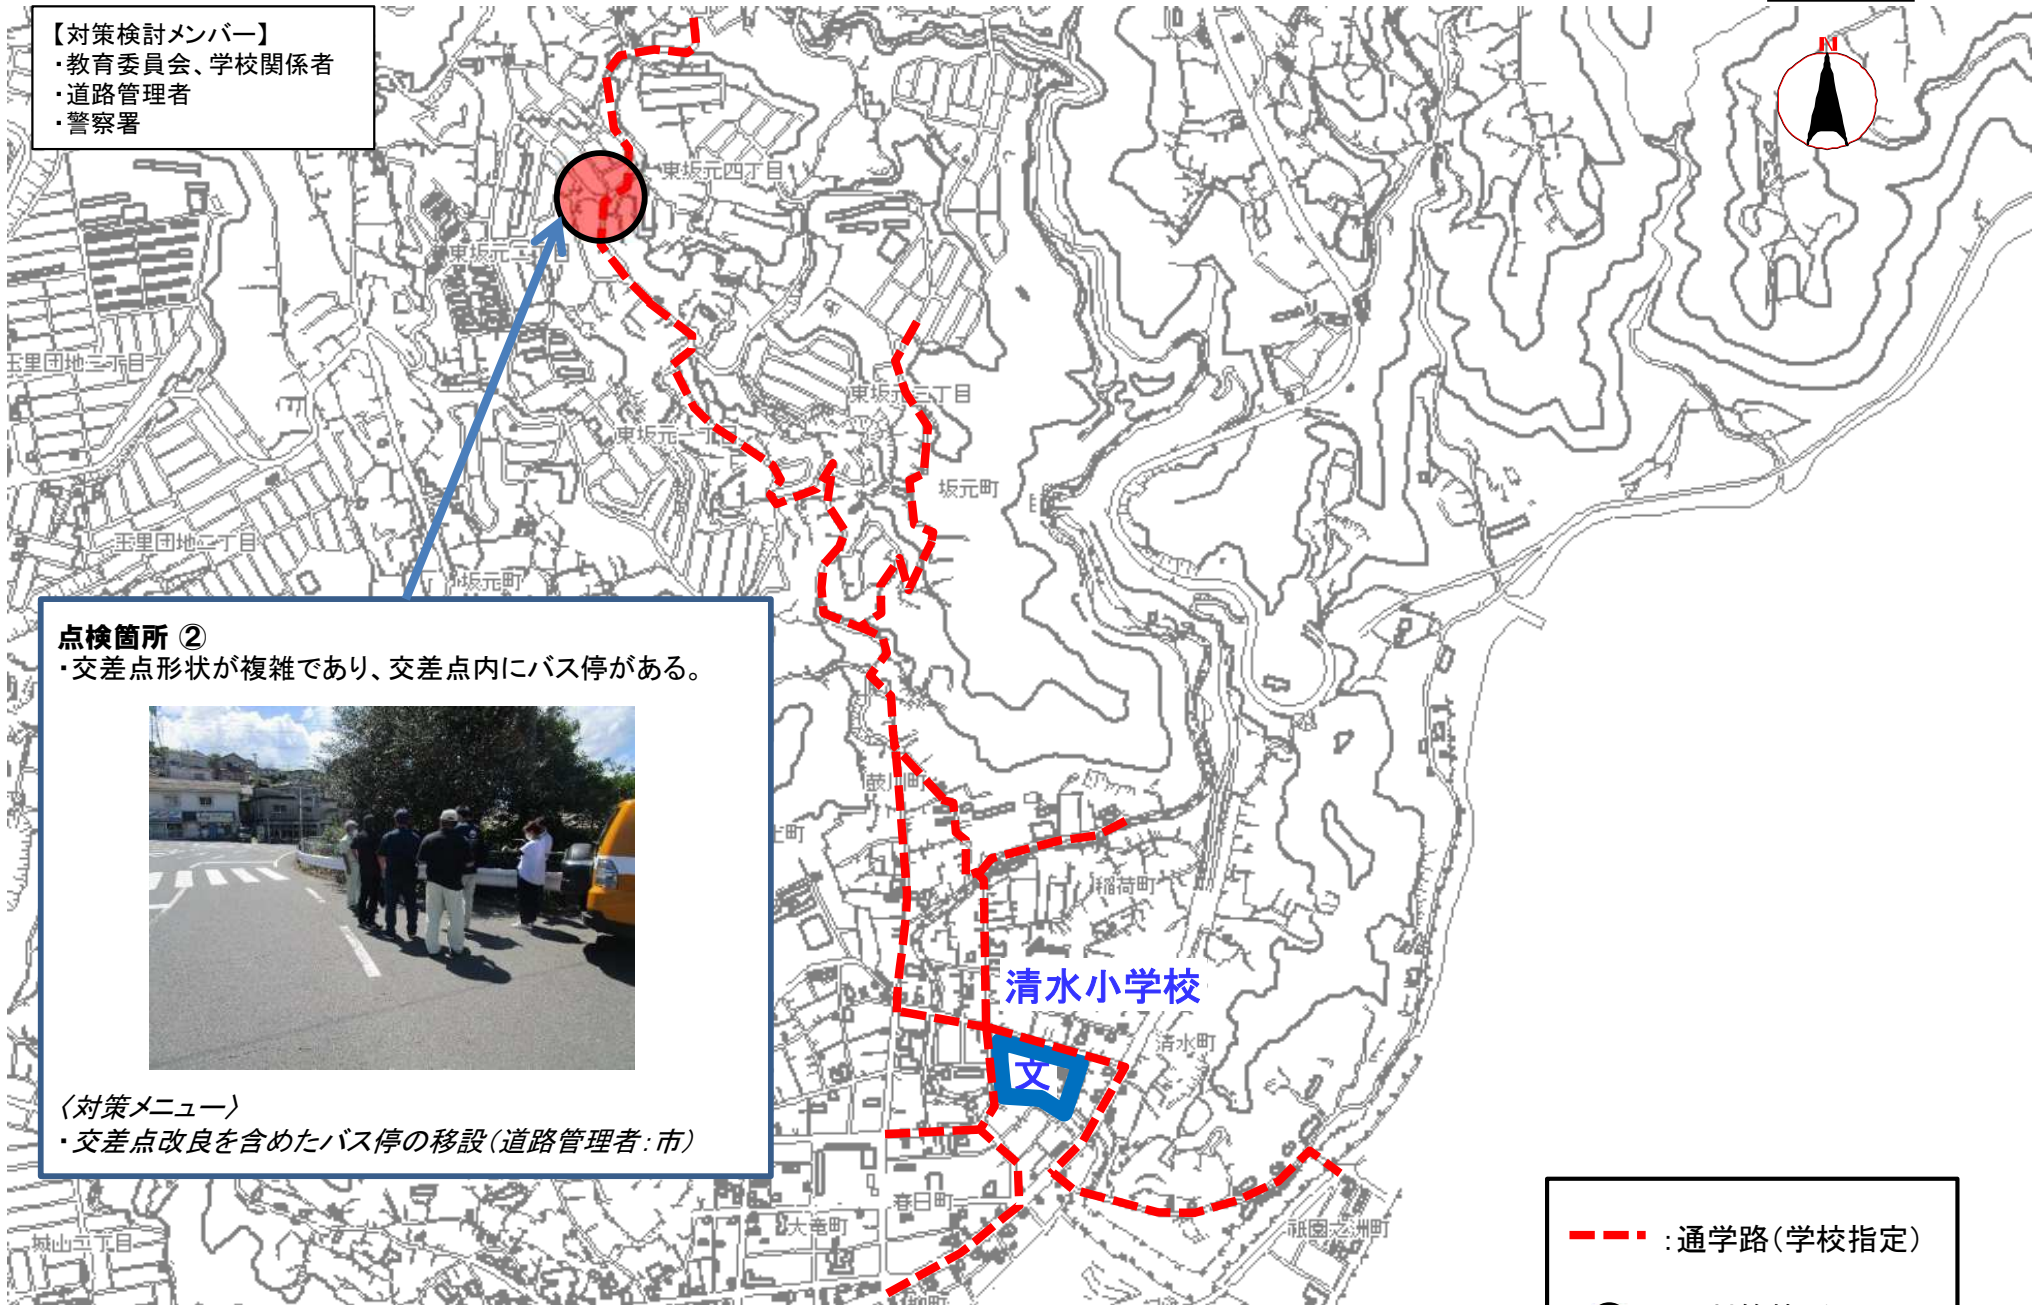 【対策検討メンバー】
・教育委員会、学校関係者
・道路管理者
・警察署
N
東坂元四丁目
東坂元二丁目
玉里団地三丁目
東坂元三丁目
東坂元一丁目
坂元町
玉里団地二丁目
坂元町
点検箇所 ②
・交差点形状が複雑であり、交差点内にバス停がある。
鼓川町
稲荷町
清水小学校
文
清水町
〈対策メニュー〉
・交差点改良を含めたバス停の移設（道路管理者：市）
春日町
大竜町
祇園之洲町
城山二丁目
：通学路（学校指定）